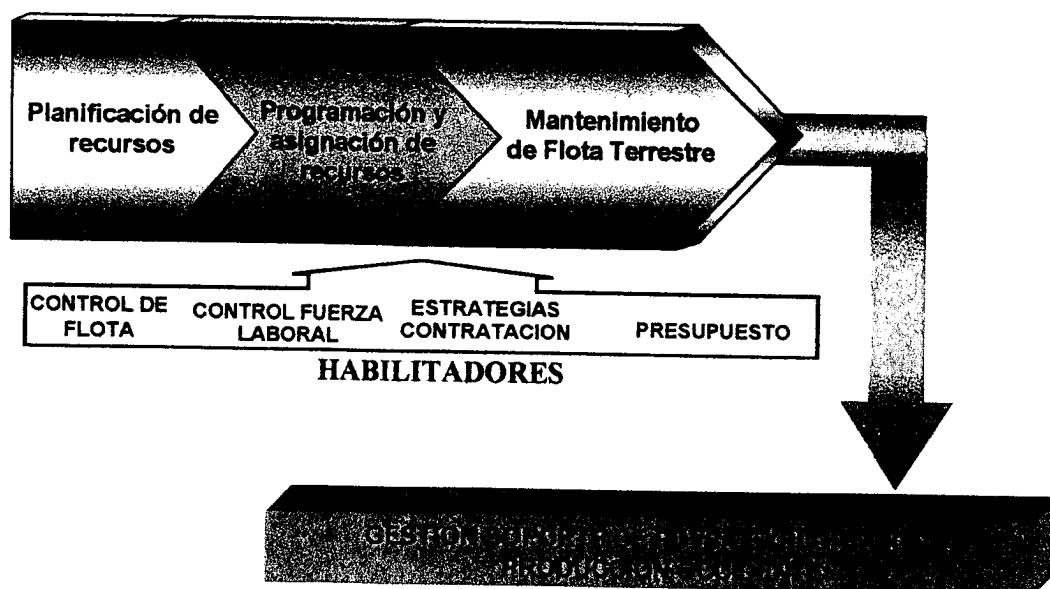 Planificación de
recursos
Programación y
asignación de
recursos
Mantenimiento
de Flota Terrestre
CONTROL DE
FLOTA
CONTROL FUERZA
LABORAL
ESTRATEGIAS
CONTRATACION
PRESUPUESTO
HABILITADORES
GESTION